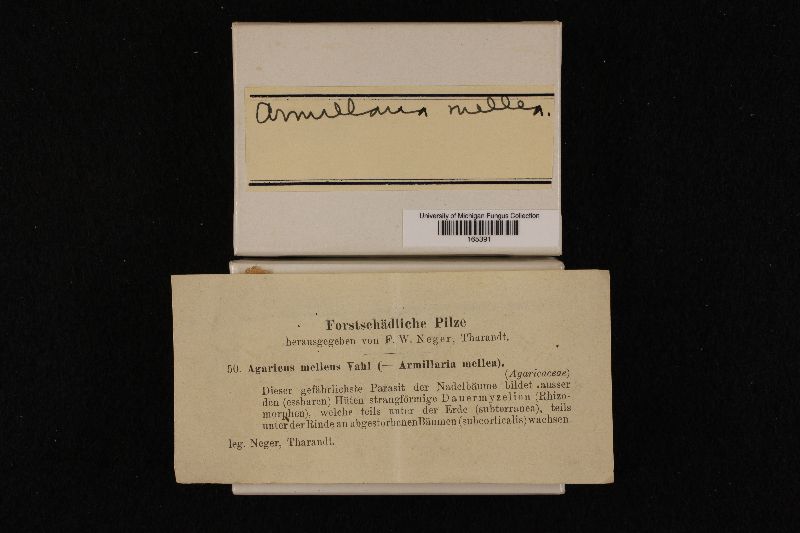 Armillaria mellea.
University of Michigan Fungus Collection
165391
Forstschädliche Pilze
herausgegeben von F. W. Neger, Tharandt.
50. Agaricus melleus Vahl (= Armillaria mellea).
(Agaricaceae)
Dieser gefährlichste Parasit der Nadelbäume bildet ausser
den (essbaren) Hüten strangförmige Dauermyzelien (Rhizo-
morphen), welche teils unter der Erde (subterranea), teils
unter der Rinde an abgestorbenen Bäumen (subcorticalis) wachsen.
leg. Neger, Tharandt.